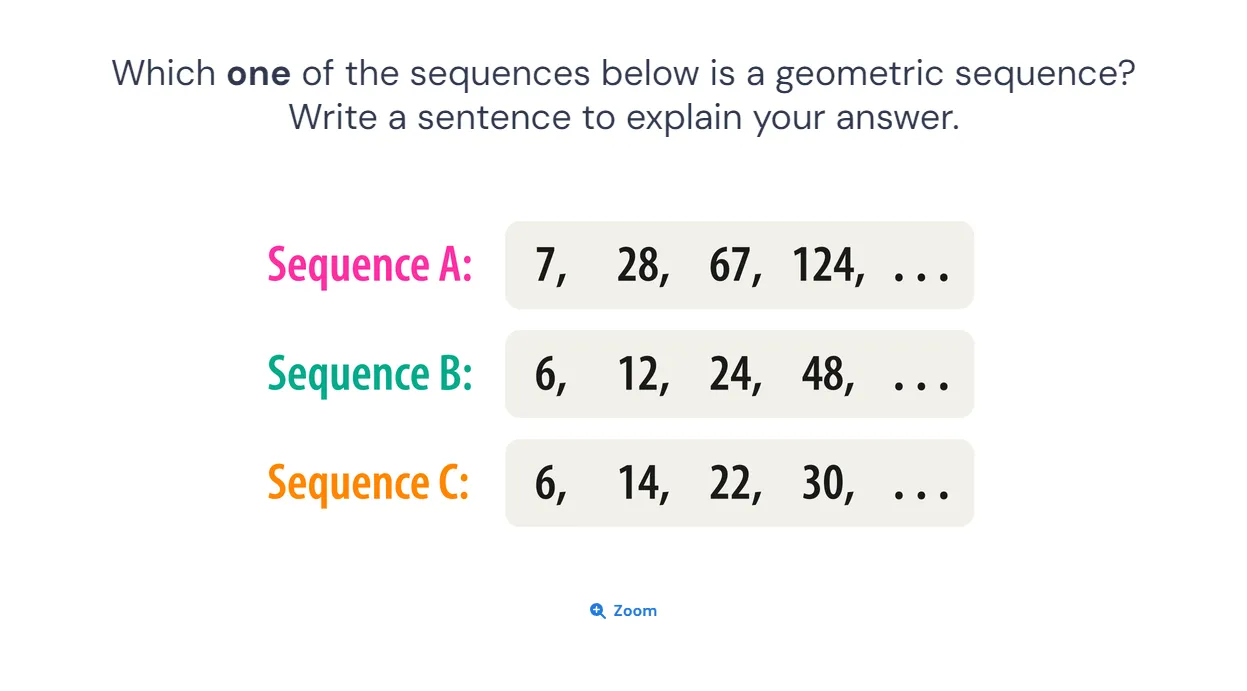 Which one of the sequences below is a geometric sequence?
Write a sentence to explain your answer.
Sequence A: 7, 28, 67, 124, ...
Sequence B: 6, 12, 24, 48, ...
Sequence C: 6, 14, 22, 30, ...
Zoom